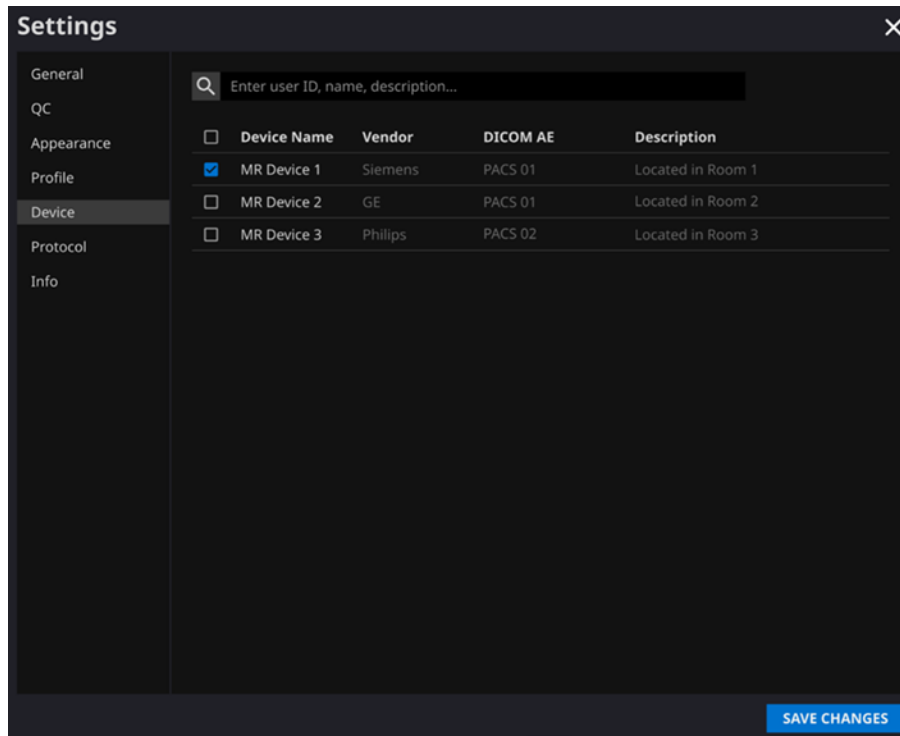 Settings
General
QC
Appearance
Profile
Device
Protocol
Info
Enter user ID, name, description...
Device Name Vendor DICOM AE Description
MR Device 1 Siemens PACS 01 Located in Room 1
MR Device 2 GE PACS 01 Located in Room 2
MR Device 3 Philips PACS 02 Located in Room 3
SAVE CHANGES